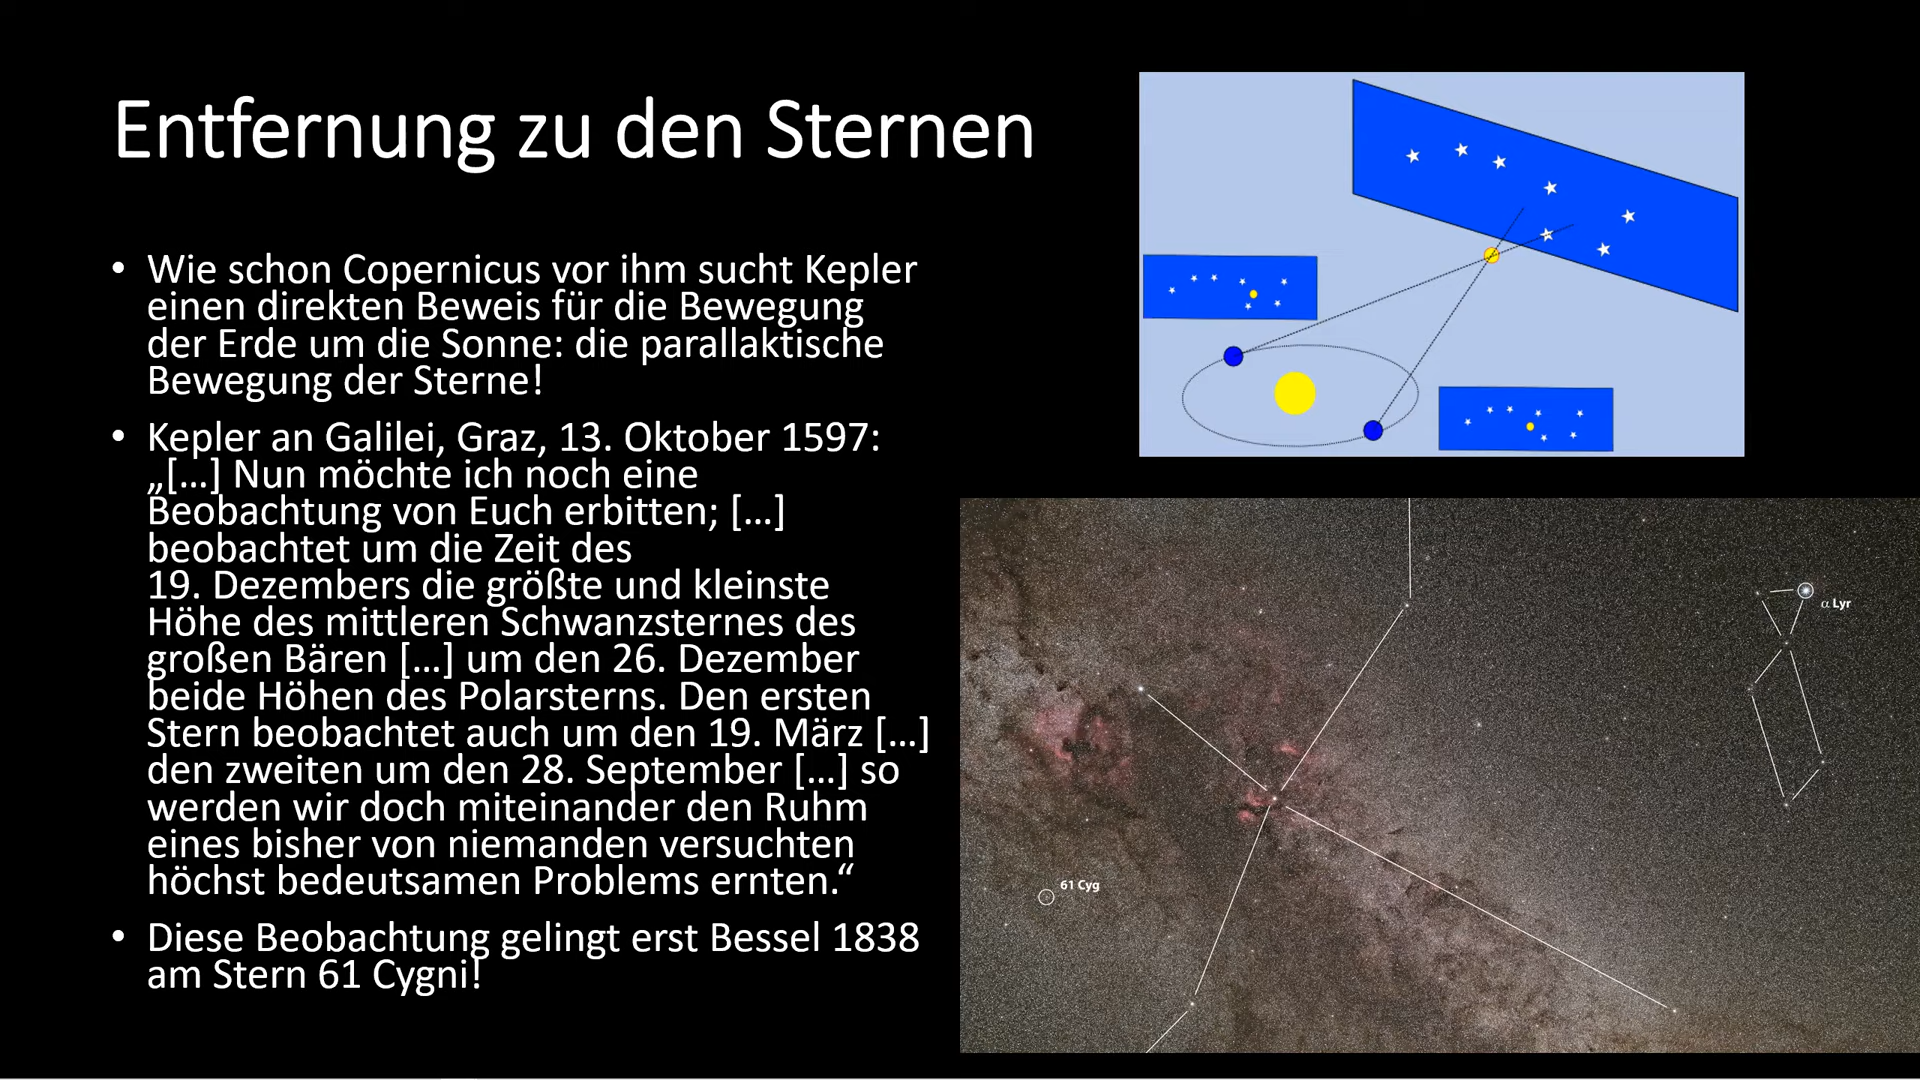 Entfernung zu den Sternen
• Wie schon Copernicus vor ihm sucht Kepler
einen direkten Beweis für die Bewegung
der Erde um die Sonne: die parallaktische
Bewegung der Sterne!
• Kepler an Galilei, Graz, 13. Oktober 1597:
„[…] Nun möchte ich noch eine
Beobachtung von Euch erbitten; […]
beobachtet um die Zeit des
19. Dezembers die größte und kleinste
Höhe des mittleren Schwanzsternes des
großen Bären […] um den 26. Dezember
beide Höhen des Polarsterns. Den ersten
Stern beobachtet auch um den 19. März […]
den zweiten um den 28. September […] so
werden wir doch miteinander den Ruhm
eines bisher von niemanden versuchten
höchst bedeutsamen Problems ernten.“
• Diese Beobachtung gelingt erst Bessel 1838
am Stern 61 Cygni!
α Lyr
61 Cyg